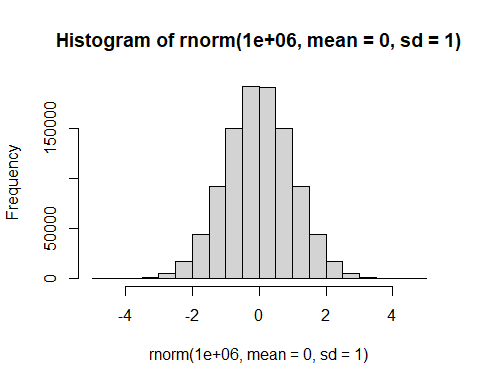 Histogram of rnorm(1e+06, mean = 0, sd = 1)
Frequency
150000
50000
0
-4 -2 0 2 4
rnorm(1e+06, mean = 0, sd = 1)